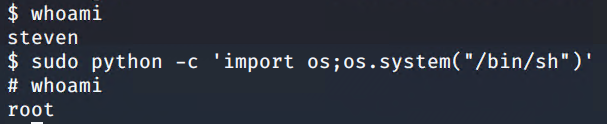 $ whoami
steven
$ sudo python -c 'import os;os.system("/bin/sh")'
# whoami
root